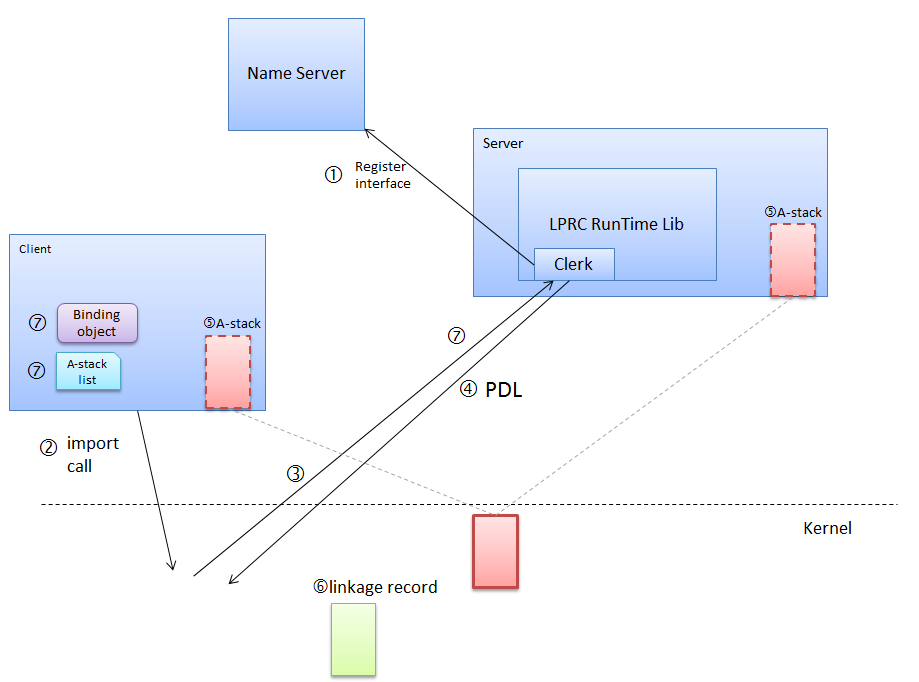 Name Server
① Register
interface
Server
LPRC RunTime Lib
Clerk
⑤A-stack
Client
⑦ Binding
object
⑦ A-stack
list
⑤A-stack
⑦
④ PDL
② import
call
③
Kernel
⑥linkage record